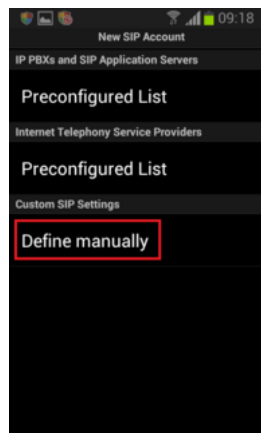 09:18
New SIP Account
IP PBXs and SIP Application Servers
Preconfigured List
Internet Telephony Service Providers
Preconfigured List
Custom SIP Settings
Define manually